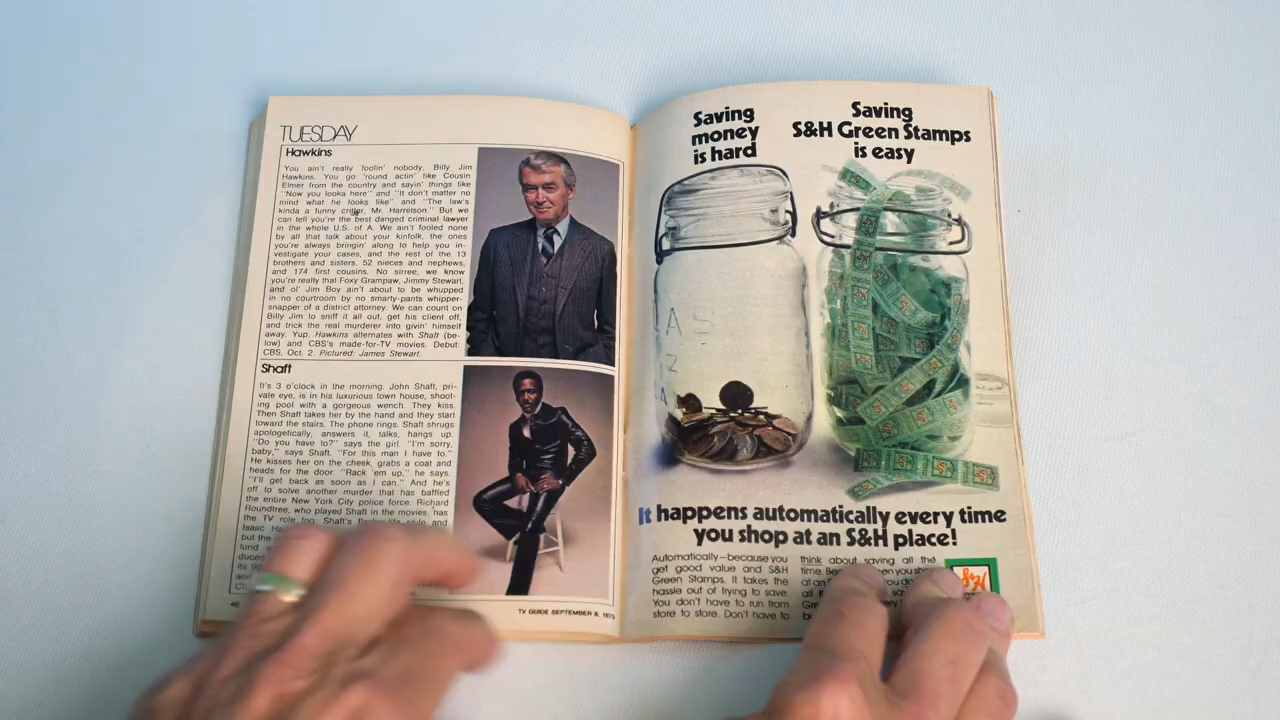 TUESDAY
Hawkins
You ain't really foolin' nobody, Billy Jim
Hawkins. You go 'round actin' like Cousin
Elmer from the country and sayin' things like
"Now you looka here" and "It don't matter no
mind what he looks like" and "The law's
kinda a funny critter, Mr. Harrelson." But we
can tell you're the best danged criminal lawyer
in the whole U.S. of A. We ain't fooled none
by all that talk about your kinfolk, the ones
you're always bringin' along to help you in-
vestigate your cases, and the rest of the 13
brothers and sisters, 52 nieces and nephews,
and 174 first cousins. No sirree, we know
you're really that Foxy Grampaw, Jimmy Stewart,
and ol' Jim Boy ain't about to be whupped
in no courtroom by no smarty-pants whipper-
snapper of a district attorney. We can count on
Billy Jim to sniff it all out, get his client off,
and trick the real murderer into givin' himself
away. Yup. Hawkins alternates with Shaft (be-
low) and CBS's made-for-TV movies. Debut:
CBS, Oct. 2. Pictured: James Stewart.
Shaft
It's 3 o'clock in the morning. John Shaft, pri-
vate eye, is in his luxurious town house, shoot-
ing pool with a gorgeous wench. They kiss.
Then Shaft takes her by the hand and they start
toward the stairs. The phone rings. Shaft shrugs
apologetically, answers it, talks, hangs up.
"Do you have to?" says the girl. "I'm sorry,
baby," says Shaft. "For this man I have to."
He kisses her on the cheek, grabs a coat and
heads for the door. "Rack 'em up," he says.
"I'll get back as soon as I can." And he's
off to solve another murder that has baffled
the entire New York City police force. Richard
Roundtree, who played Shaft in the movies, has
the TV role too. Shaft's life style and
Isaac
but the
lurid
duced
its 90
and
46
TV GUIDE SEPTEMBER 8, 1973
Saving
money
is hard
Saving
S&H Green Stamps
is easy
It happens automatically every time
you shop at an S&H place!
Automatically—because you
get good value and S&H
Green Stamps. It takes the
hassle out of trying to save.
You don't have to run from
store to store. Don't have to
think about saving all the
time.
at an
all
S&H